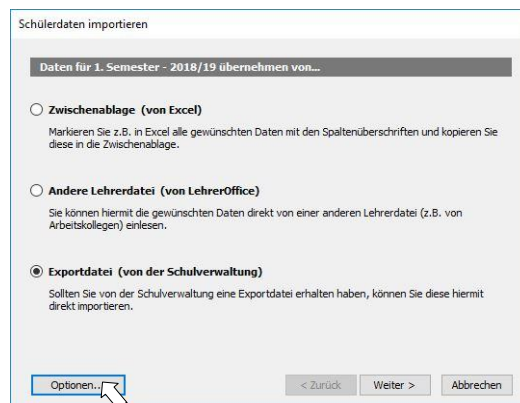 Schülerdaten importieren
Daten für 1. Semester - 2018/19 übernehmen von...
Zwischenablage (von Excel)
Markieren Sie z.B. in Excel alle gewünschten Daten mit den Spaltenüberschriften und kopieren Sie
diese in die Zwischenablage.
Andere Lehrerdatei (von LehrerOffice)
Sie können hiermit die gewünschten Daten direkt von einer anderen Lehrerdatei (z.B. von
Arbeitskollegen) einlesen.
Exportdatei (von der Schulverwaltung)
Sollten Sie von der Schulverwaltung eine Exportdatei erhalten haben, können Sie diese hiermit
direkt importieren.
Optionen... < Zurück Weiter > Abbrechen